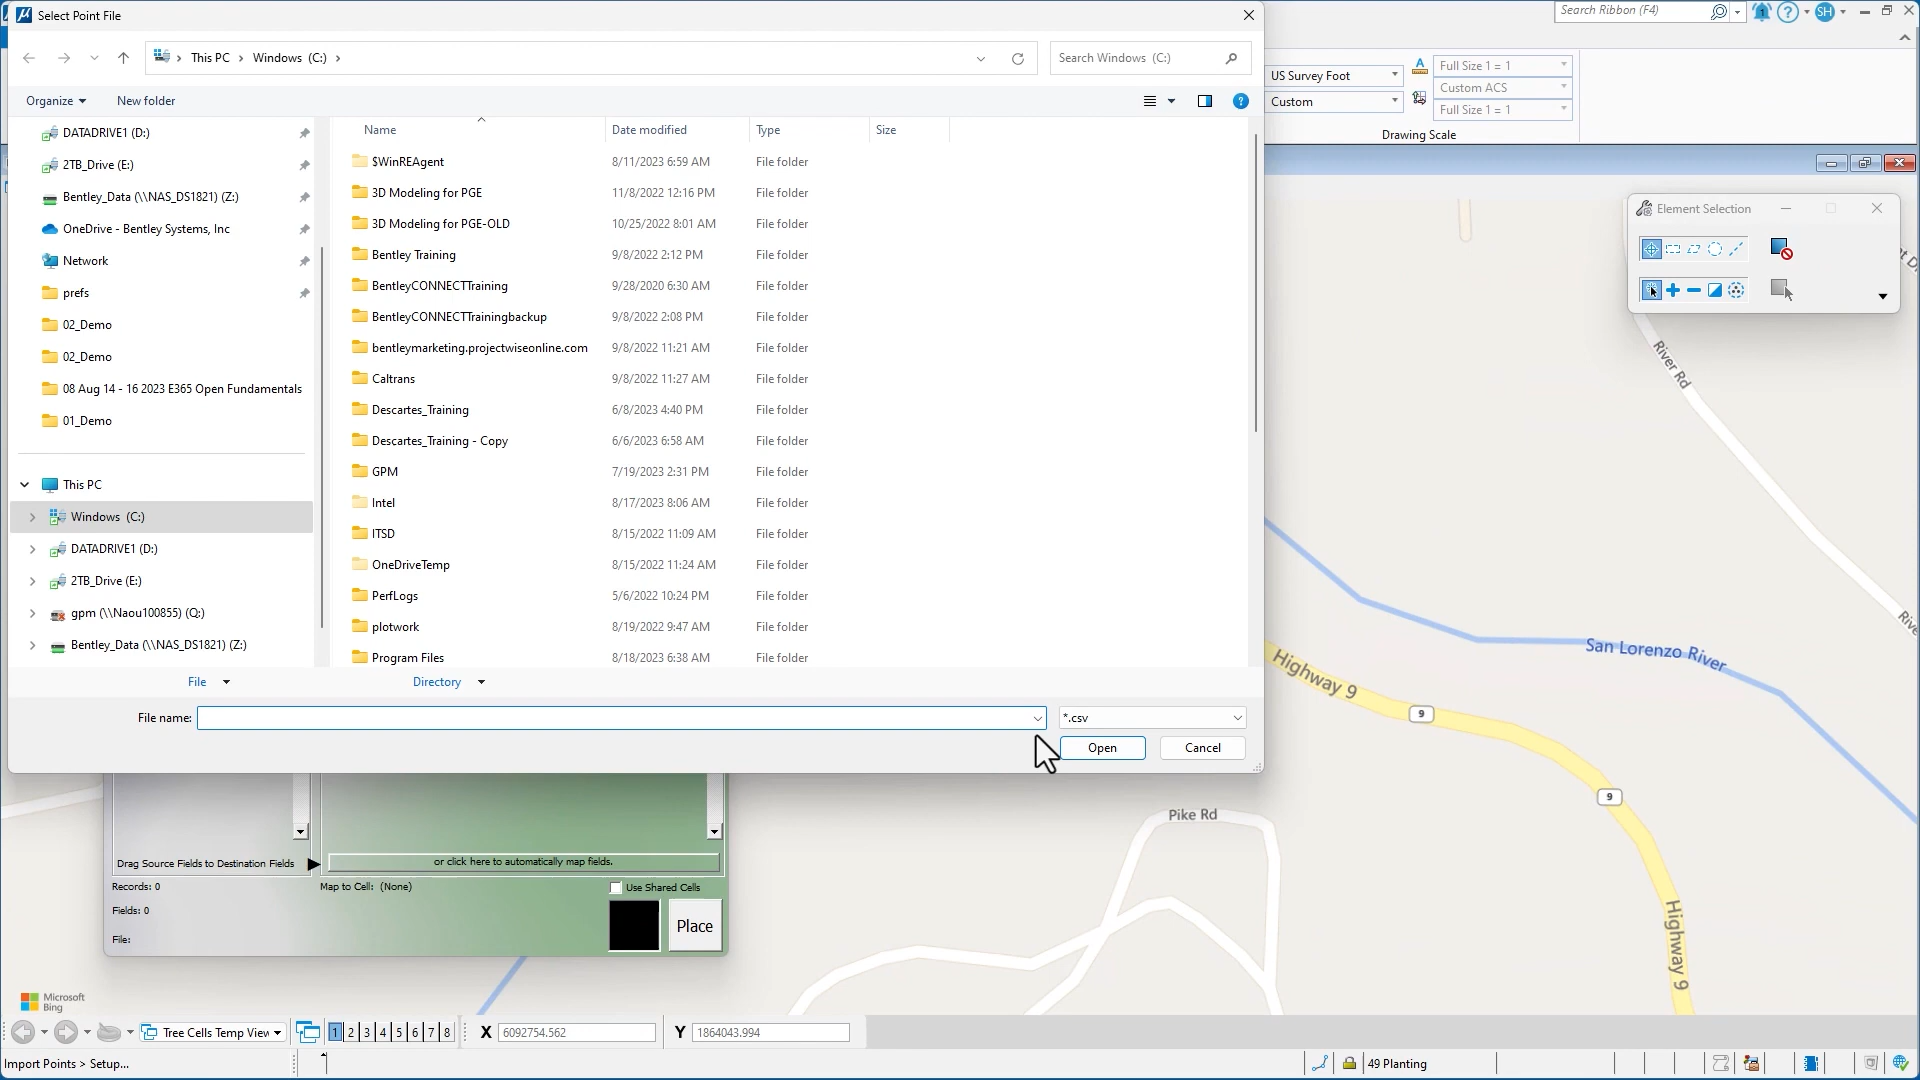 Select Point File
This PC
Windows (C:)
Search Windows (C:)
Organize
New folder
Name
Date modified
Type
Size
DATADRIVE1 (D:)
2TB_Drive (E:)
Bentley_Data (\\NAS_DS1821) (Z:)
OneDrive - Bentley Systems, Inc
Network
prefs
02_Demo
02_Demo
08 Aug 14 - 16 2023 E365 Open Fundamentals
01_Demo
This PC
Windows (C:)
DATADRIVE1 (D:)
2TB_Drive (E:)
gpm (\\Naou100855) (Q:)
Bentley_Data (\\NAS_DS1821) (Z:)
$WinREAgent 8/11/2023 6:59 AM File folder
3D Modeling for PGE 11/8/2022 12:16 PM File folder
3D Modeling for PGE-OLD 10/25/2022 8:01 AM File folder
Bentley Training 9/8/2022 2:12 PM File folder
BentleyCONNECTTraining 9/28/2020 6:30 AM File folder
BentleyCONNECTTrainingbackup 9/8/2022 2:08 PM File folder
bentleymarketing.projectwiseonline.com 9/8/2022 11:21 AM File folder
Caltrans 9/8/2022 11:27 AM File folder
Descartes_Training 6/8/2023 4:40 PM File folder
Descartes_Training - Copy 6/6/2023 6:58 AM File folder
GPM 7/19/2023 2:31 PM File folder
Intel 8/17/2023 8:06 AM File folder
ITSD 8/15/2022 11:09 AM File folder
OneDriveTemp 8/15/2022 11:24 AM File folder
PerfLogs 5/6/2022 10:24 PM File folder
plotwork 8/19/2022 9:47 AM File folder
Program Files 8/18/2023 6:38 AM File folder
File
Directory
File name:
*.csv
Open
Cancel
Search Ribbon (F4)
SH
US Survey Foot
Custom
Full Size 1 = 1
Custom ACS
Full Size 1 = 1
Drawing Scale
Element Selection
River Rd
San Lorenzo River
Highway 9
9
9
Highway 9
Pike Rd
Drag Source Fields to Destination Fields
or click here to automatically map fields.
Records: 0
Map to Cell: (None)
Use Shared Cells
Fields: 0
File:
Place
Microsoft
Bing
Tree Cells Temp View
1 2 3 4 5 6 7 8
X 6092754.562
Y 1864043.994
Import Points > Setup...
49 Planting